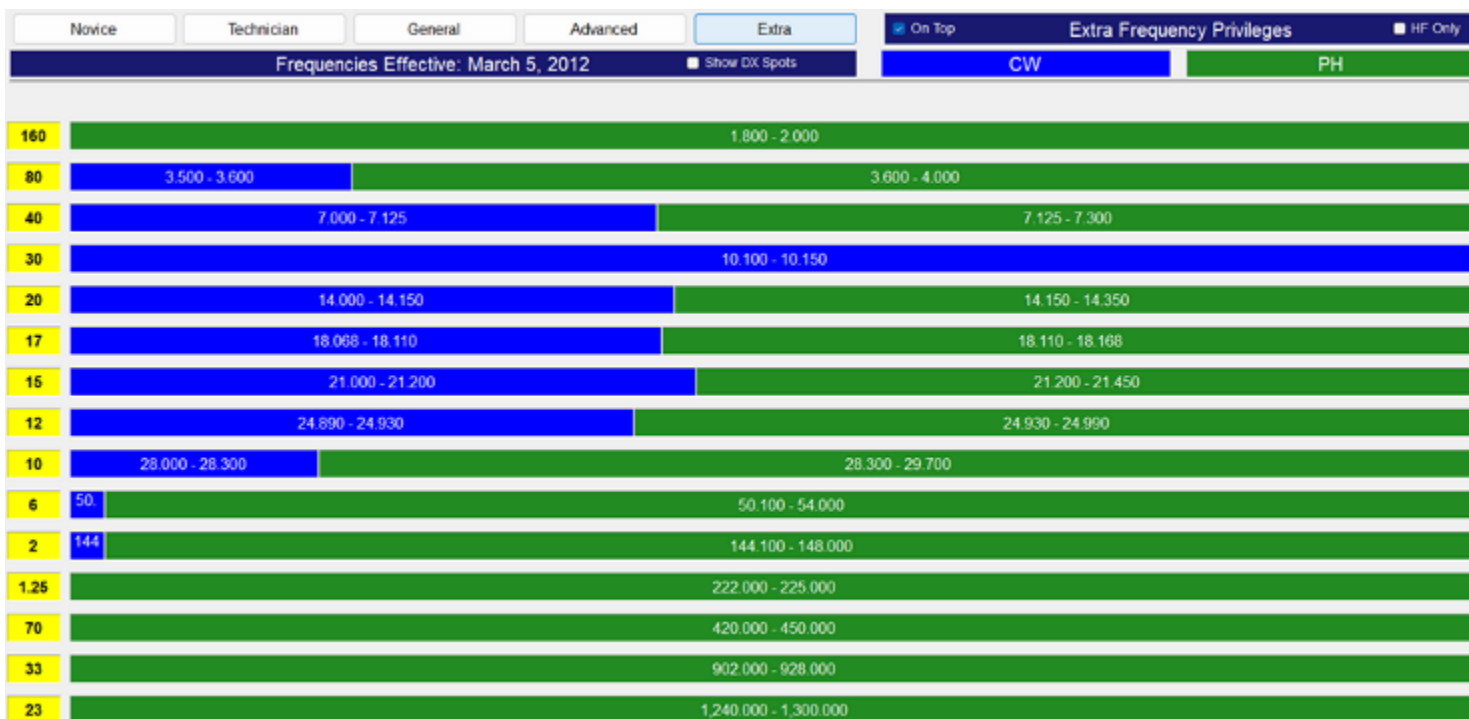 Novice Technician General Advanced Extra On Top Extra Frequency Privileges HF Only
Frequencies Effective: March 5, 2012 Show DX Spots CW PH
160 1.800 - 2.000
80 3.500 - 3.600 3.600 - 4.000
40 7.000 - 7.125 7.125 - 7.300
30 10.100 - 10.150
20 14.000 - 14.150 14.150 - 14.350
17 18.068 - 18.110 18.110 - 18.168
15 21.000 - 21.200 21.200 - 21.450
12 24.890 - 24.930 24.930 - 24.990
10 28.000 - 28.300 28.300 - 29.700
6 50. 50.100 - 54.000
2 144 144.100 - 148.000
1.25 222.000 - 225.000
70 420.000 - 450.000
33 902.000 - 928.000
23 1,240.000 - 1,300.000